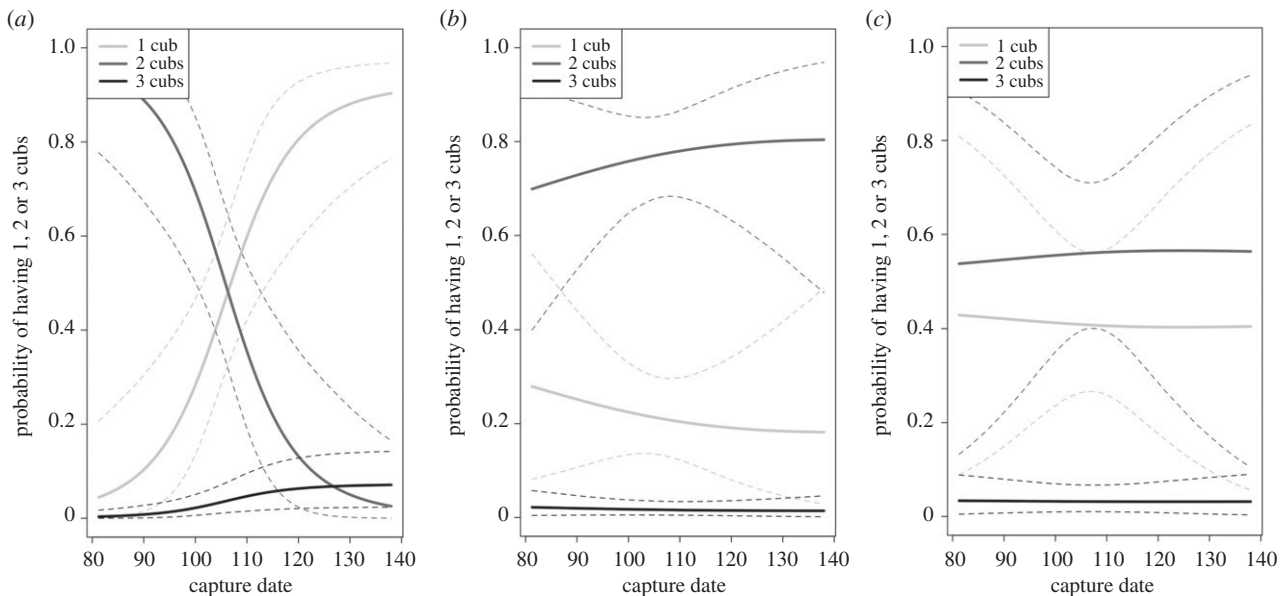 (a)
1.0
0.8
0.6
0.4
0.2
0
probability of having 1, 2 or 3 cubs
1 cub
2 cubs
3 cubs
80 90 100 110 120 130 140
capture date
(b)
1.0
0.8
0.6
0.4
0.2
0
probability of having 1, 2 or 3 cubs
1 cub
2 cubs
3 cubs
80 90 100 110 120 130 140
capture date
(c)
1.0
0.8
0.6
0.4
0.2
0
probability of having 1, 2 or 3 cubs
1 cub
2 cubs
3 cubs
80 90 100 110 120 130 140
capture date